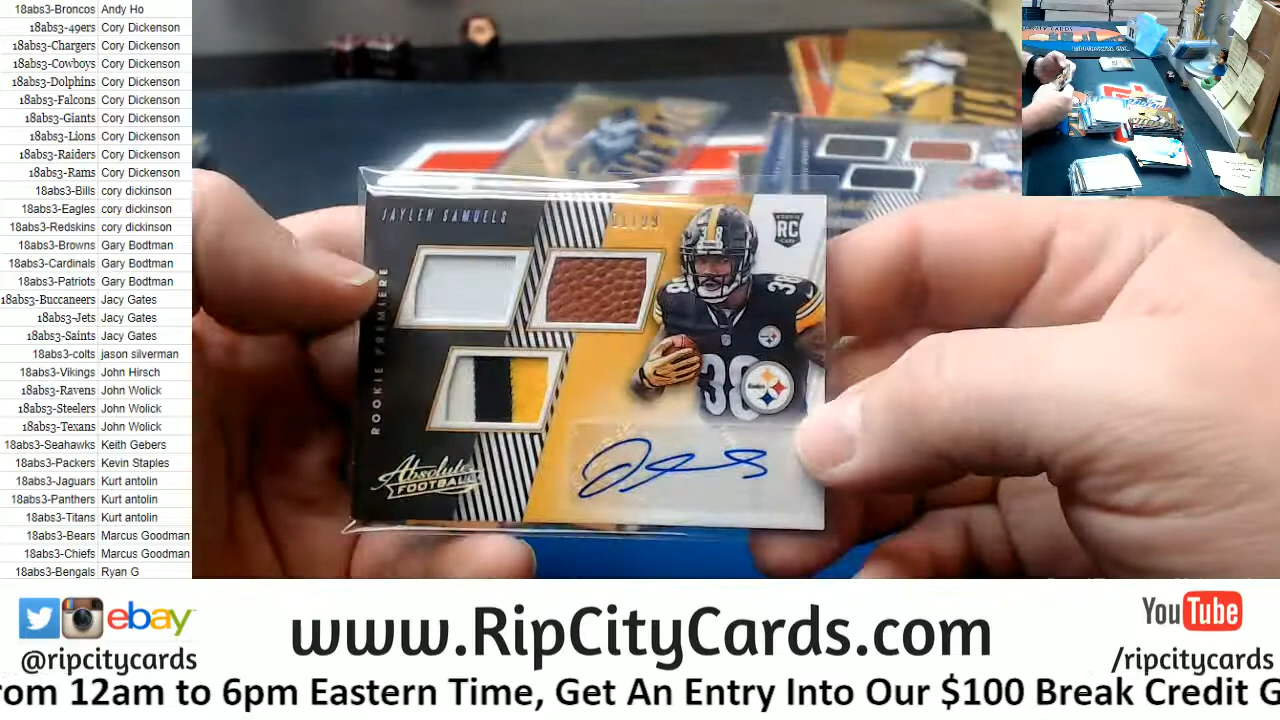 18abs3-Broncos Andy Ho
18abs3-49ers Cory Dickenson
18abs3-Chargers Cory Dickenson
18abs3-Cowboys Cory Dickenson
18abs3-Dolphins Cory Dickenson
18abs3-Falcons Cory Dickenson
18abs3-Giants Cory Dickenson
18abs3-Lions Cory Dickenson
18abs3-Raiders Cory Dickenson
18abs3-Rams Cory Dickenson
18abs3-Bills cory dickinson
18abs3-Eagles cory dickinson
18abs3-Redskins cory dickinson
18abs3-Browns Gary Bodtman
18abs3-Cardinals Gary Bodtman
18abs3-Patriots Gary Bodtman
18abs3-Buccaneers Jacy Gates
18abs3-Jets Jacy Gates
18abs3-Saints Jacy Gates
18abs3-colts jason silverman
18abs3-Vikings John Hirsch
18abs3-Ravens John Wolick
18abs3-Steelers John Wolick
18abs3-Texans John Wolick
18abs3-Seahawks Keith Gebers
18abs3-Packers Kevin Staples
18abs3-Jaguars Kurt antolin
18abs3-Panthers Kurt antolin
18abs3-Titans Kurt antolin
18abs3-Bears Marcus Goodman
18abs3-Chiefs Marcus Goodman
18abs3-Bengals Ryan G
JAYLEN SAMUELS
ROOKIE
RC
CARD
ROOKIE PREMIERE
38
38
38
Steelers
Absolute
FOOTBALL
ebay
@ripcitycards
www.RipCityCards.com
YouTube
/ripcitycards
rom 12am to 6pm Eastern Time, Get An Entry Into Our $100 Break Credit G